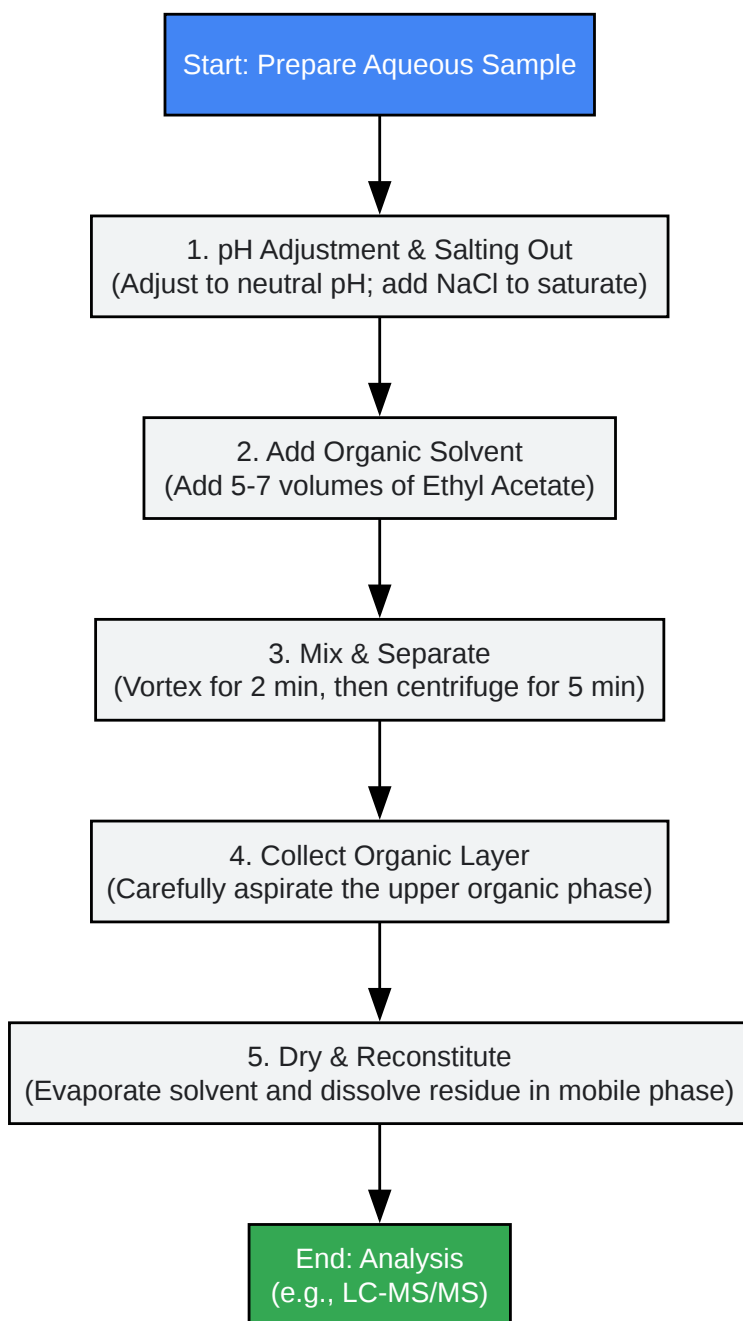 Start: Prepare Aqueous Sample
1. pH Adjustment & Salting Out
(Adjust to neutral pH; add NaCl to saturate)
2. Add Organic Solvent
(Add 5-7 volumes of Ethyl Acetate)
3. Mix & Separate
(Vortex for 2 min, then centrifuge for 5 min)
4. Collect Organic Layer
(Carefully aspirate the upper organic phase)
5. Dry & Reconstitute
(Evaporate solvent and dissolve residue in mobile phase)
End: Analysis
(e.g., LC-MS/MS)